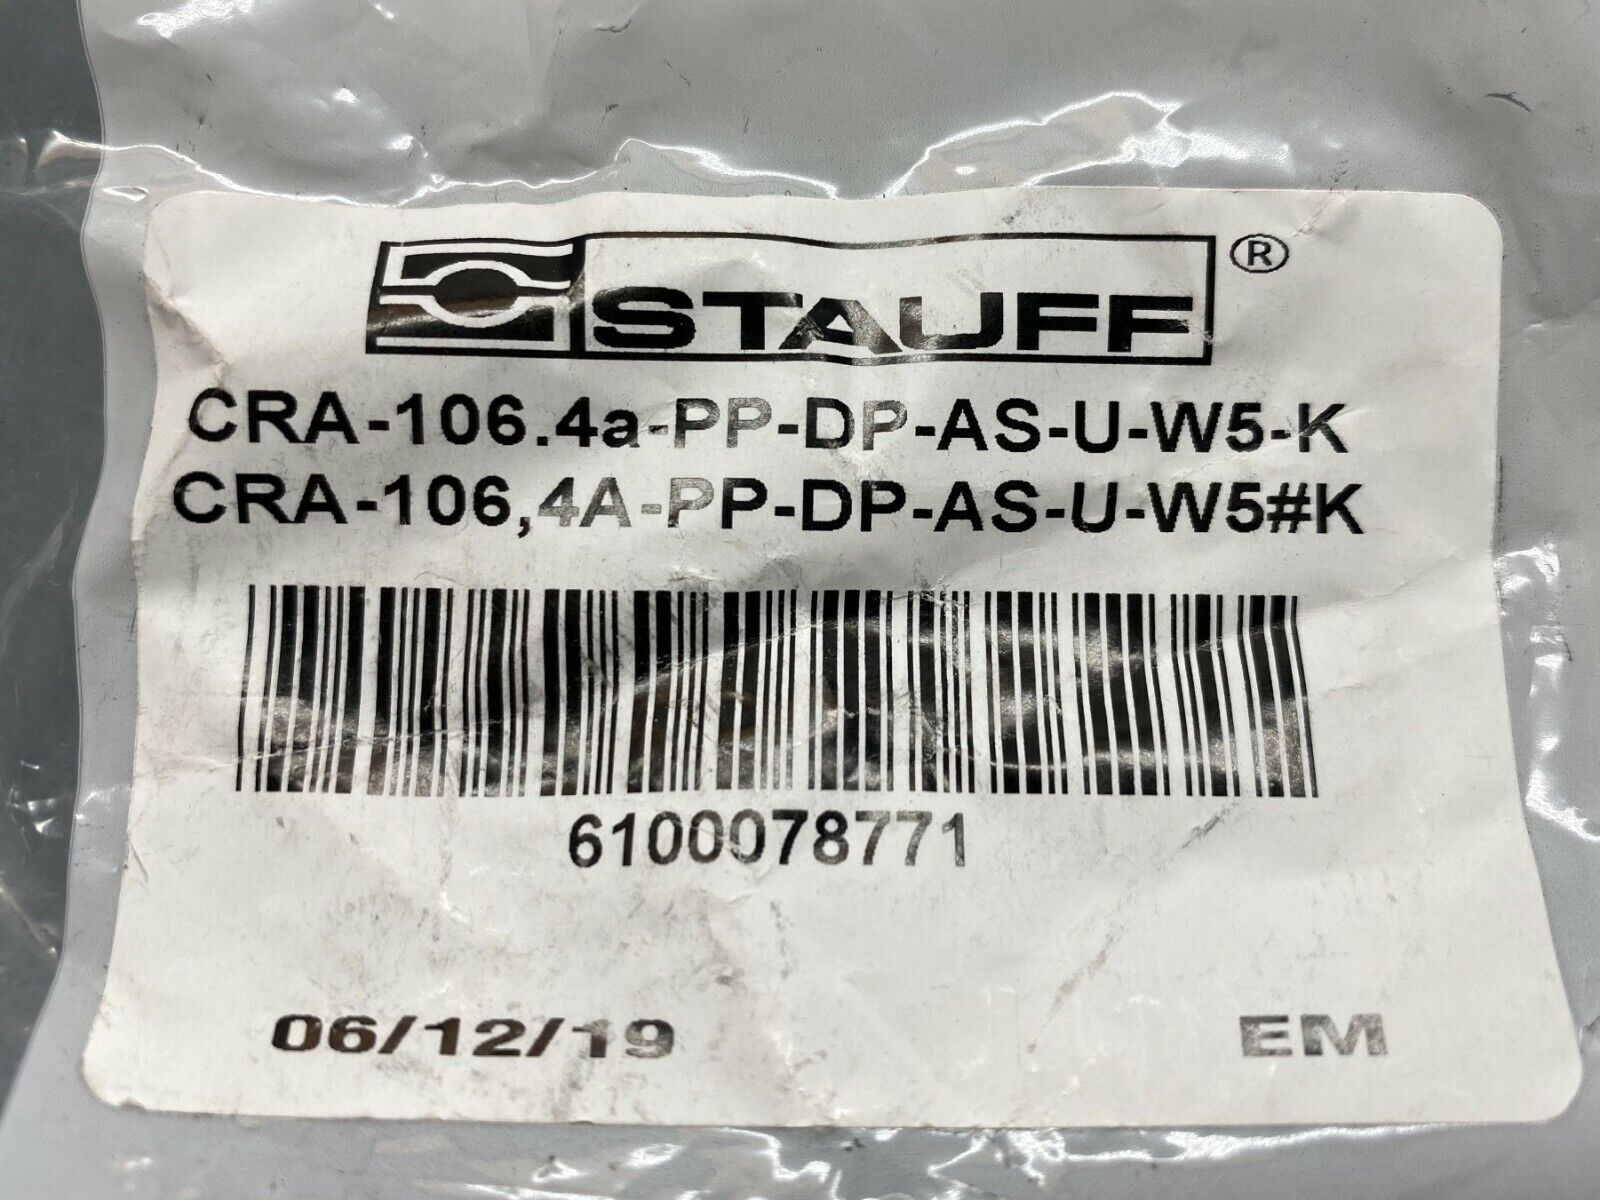 STAUFF®
CRA-106.4a-PP-DP-AS-U-W5-K
CRA-106,4A-PP-DP-AS-U-W5#K
6100078771
06/12/19 EM